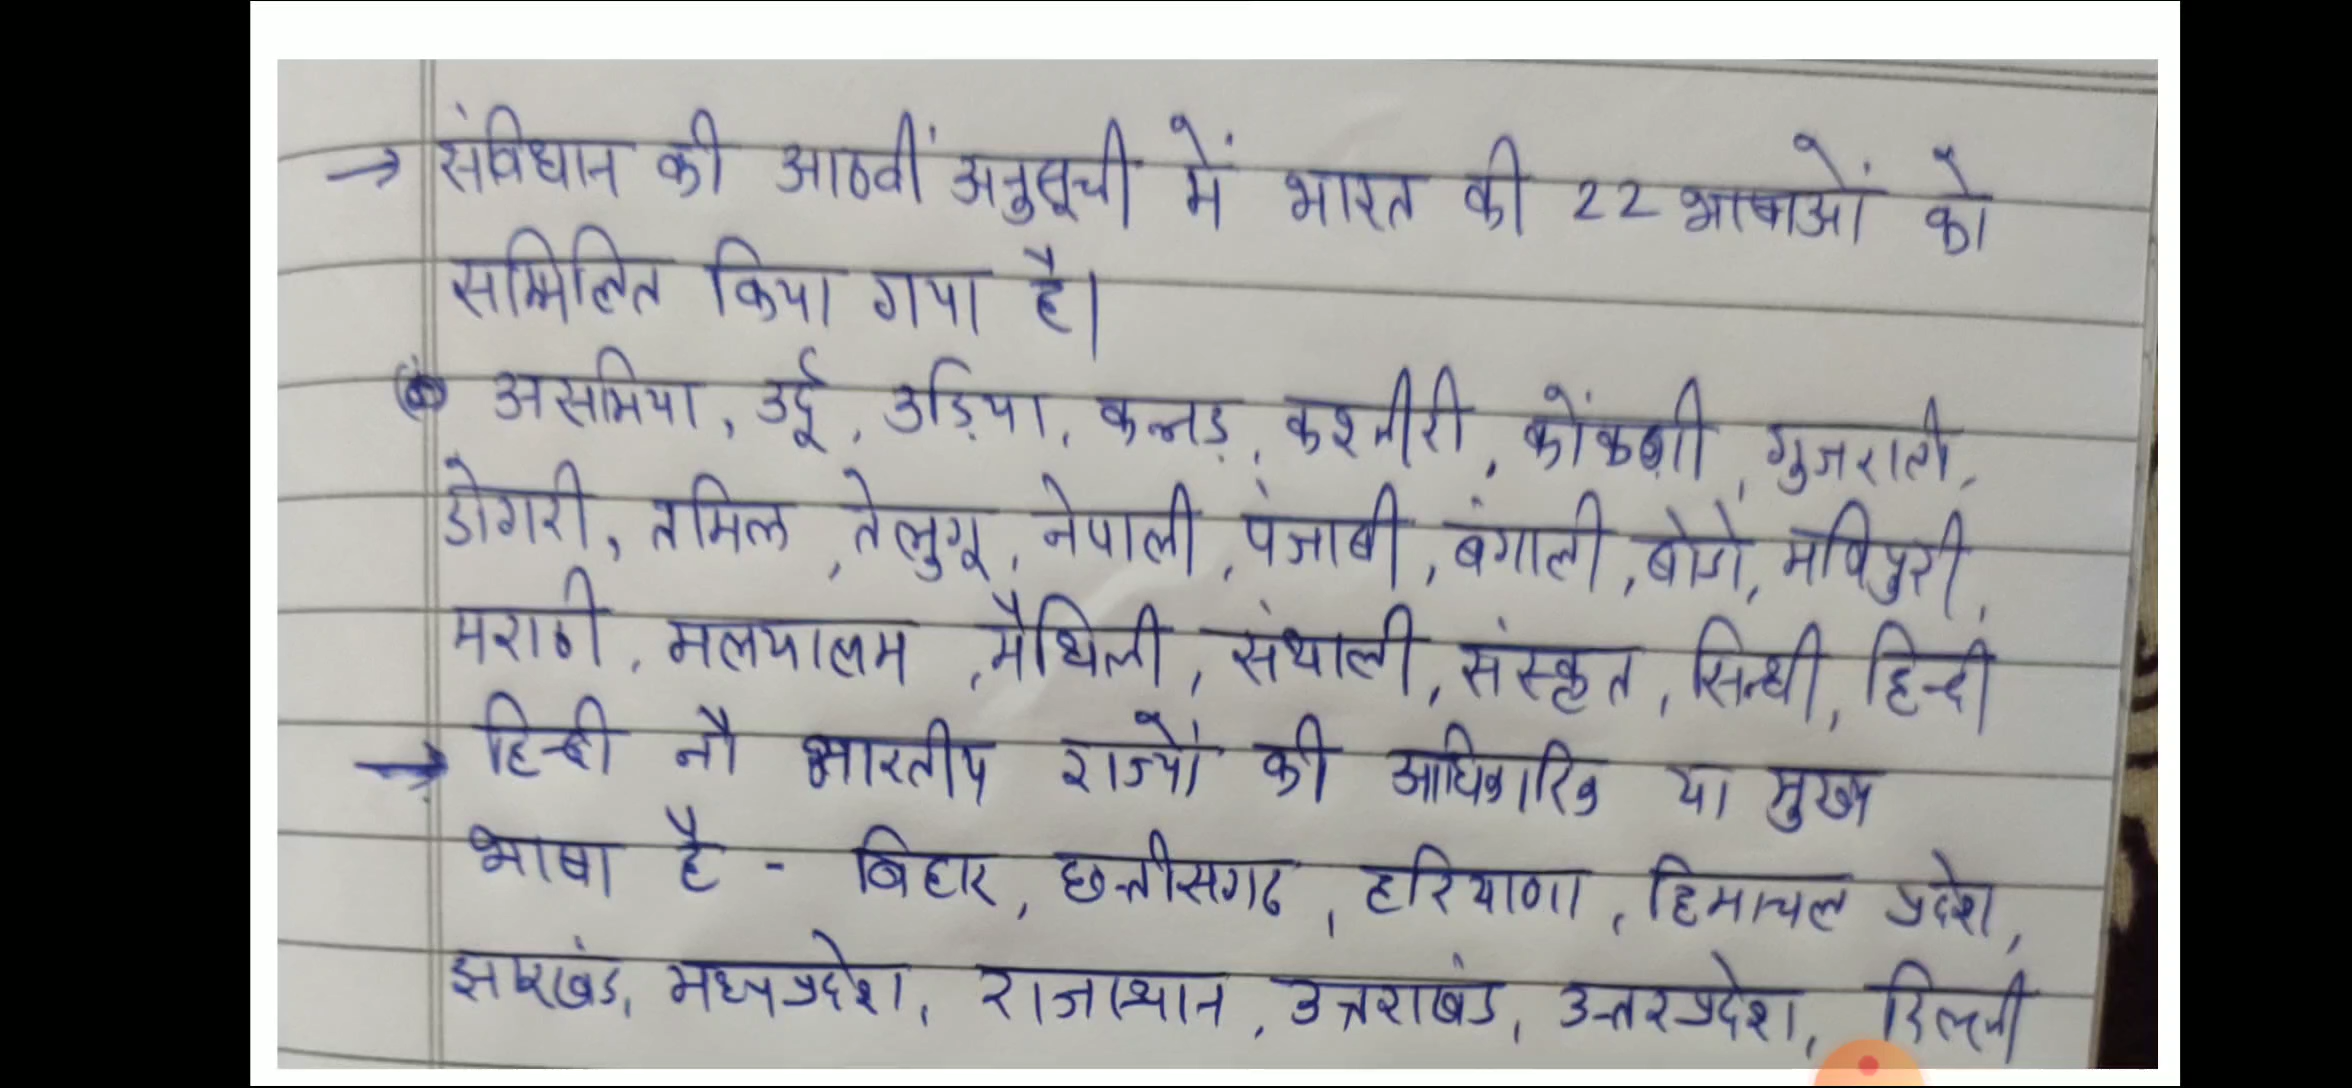 → संविधान की आठवीं अनुसूची में भारत की 22 भाषाओं को
सम्मिलित किया गया है।
असमिया, उर्दू, उड़िया, कन्नड़, कश्मीरी, कोंकणी, गुजराती,
डोगरी, तमिल, तेलुगू, नेपाली, पंजाबी, बंगाली, बोडो, मणिपुरी,
मराठी, मलयालम, मैथिली, संथाली, संस्कृत, सिन्धी, हिन्दी
→ हिन्दी नौ भारतीय राज्यों की आधिकारिक या मुख्य
भाषा है - बिहार, छत्तीसगढ, हरियाणा, हिमाचल प्रदेश,
झारखंड, मध्यप्रदेश, राजस्थान, उत्तराखंड, उत्तरप्रदेश, दिल्ली